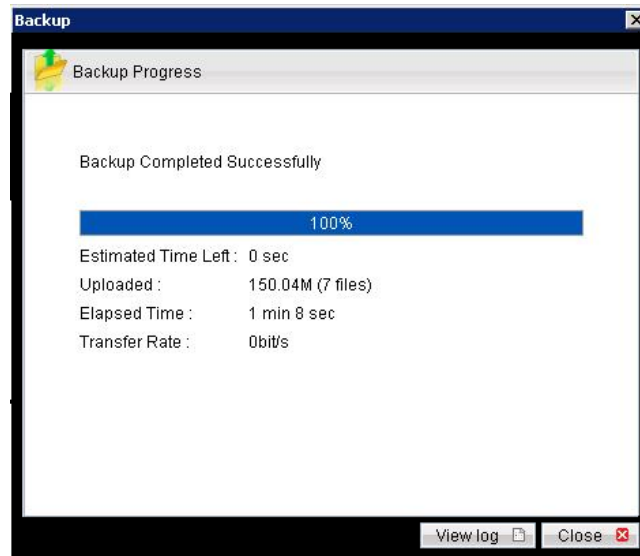 Backup
Backup Progress
Backup Completed Successfully
100%
Estimated Time Left : 0 sec
Uploaded : 150.04M (7 files)
Elapsed Time : 1 min 8 sec
Transfer Rate : 0bit/s
View log Close